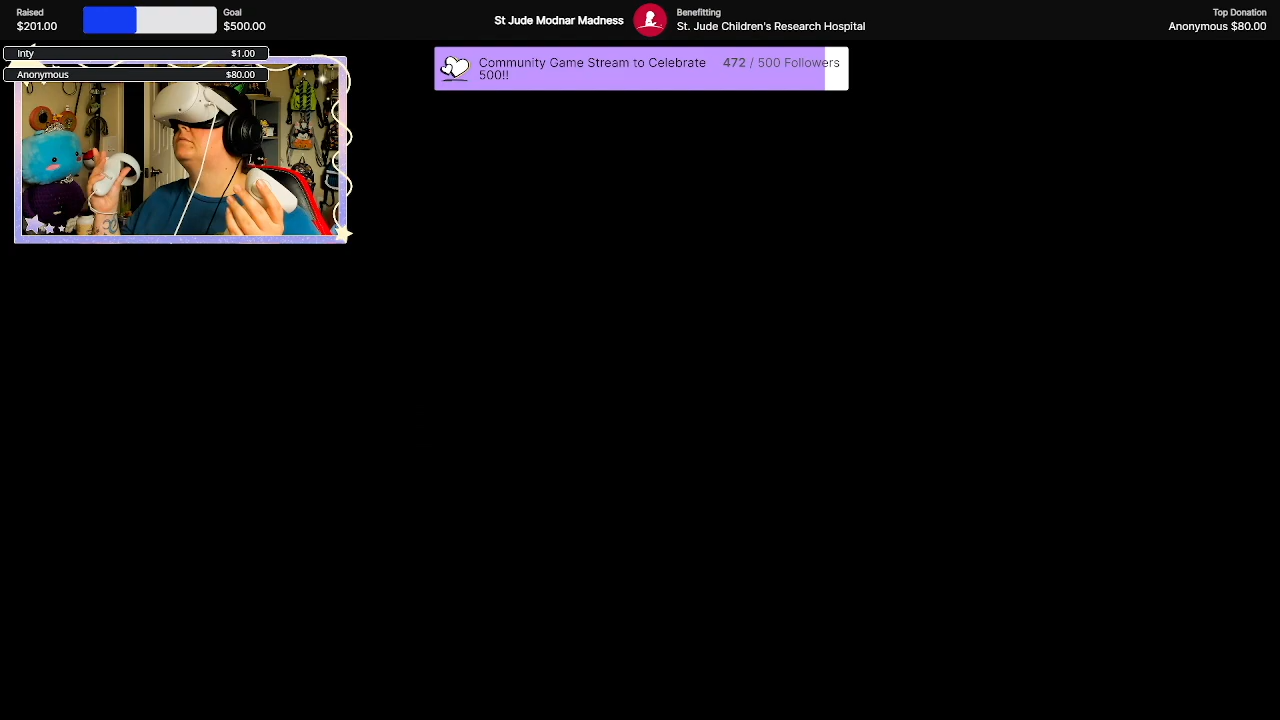 Raised
$201.00
Goal
$500.00
St Jude Modnar Madness
Benefitting
St. Jude Children's Research Hospital
Top Donation
Anonymous $80.00
Inty $1.00
Anonymous $80.00
Community Game Stream to Celebrate
500!!
472 / 500 Followers